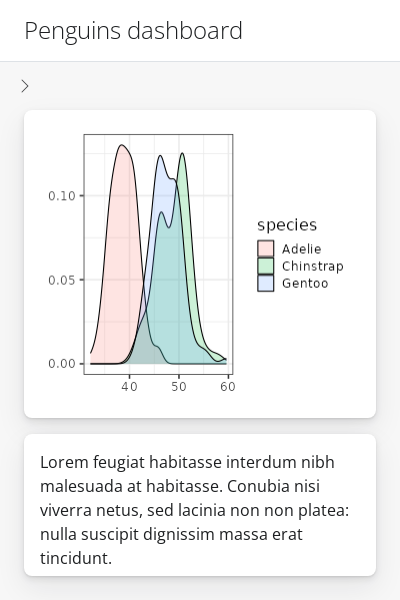 Penguins dashboard
0.10
0.05
0.00
40 50 60
species
Adelie
Chinstrap
Gentoo
Lorem feugiat habitasse interdum nibh
malesuada at habitasse. Conubia nisi
viverra netus, sed lacinia non non platea:
nulla suscipit dignissim massa erat
tincidunt.